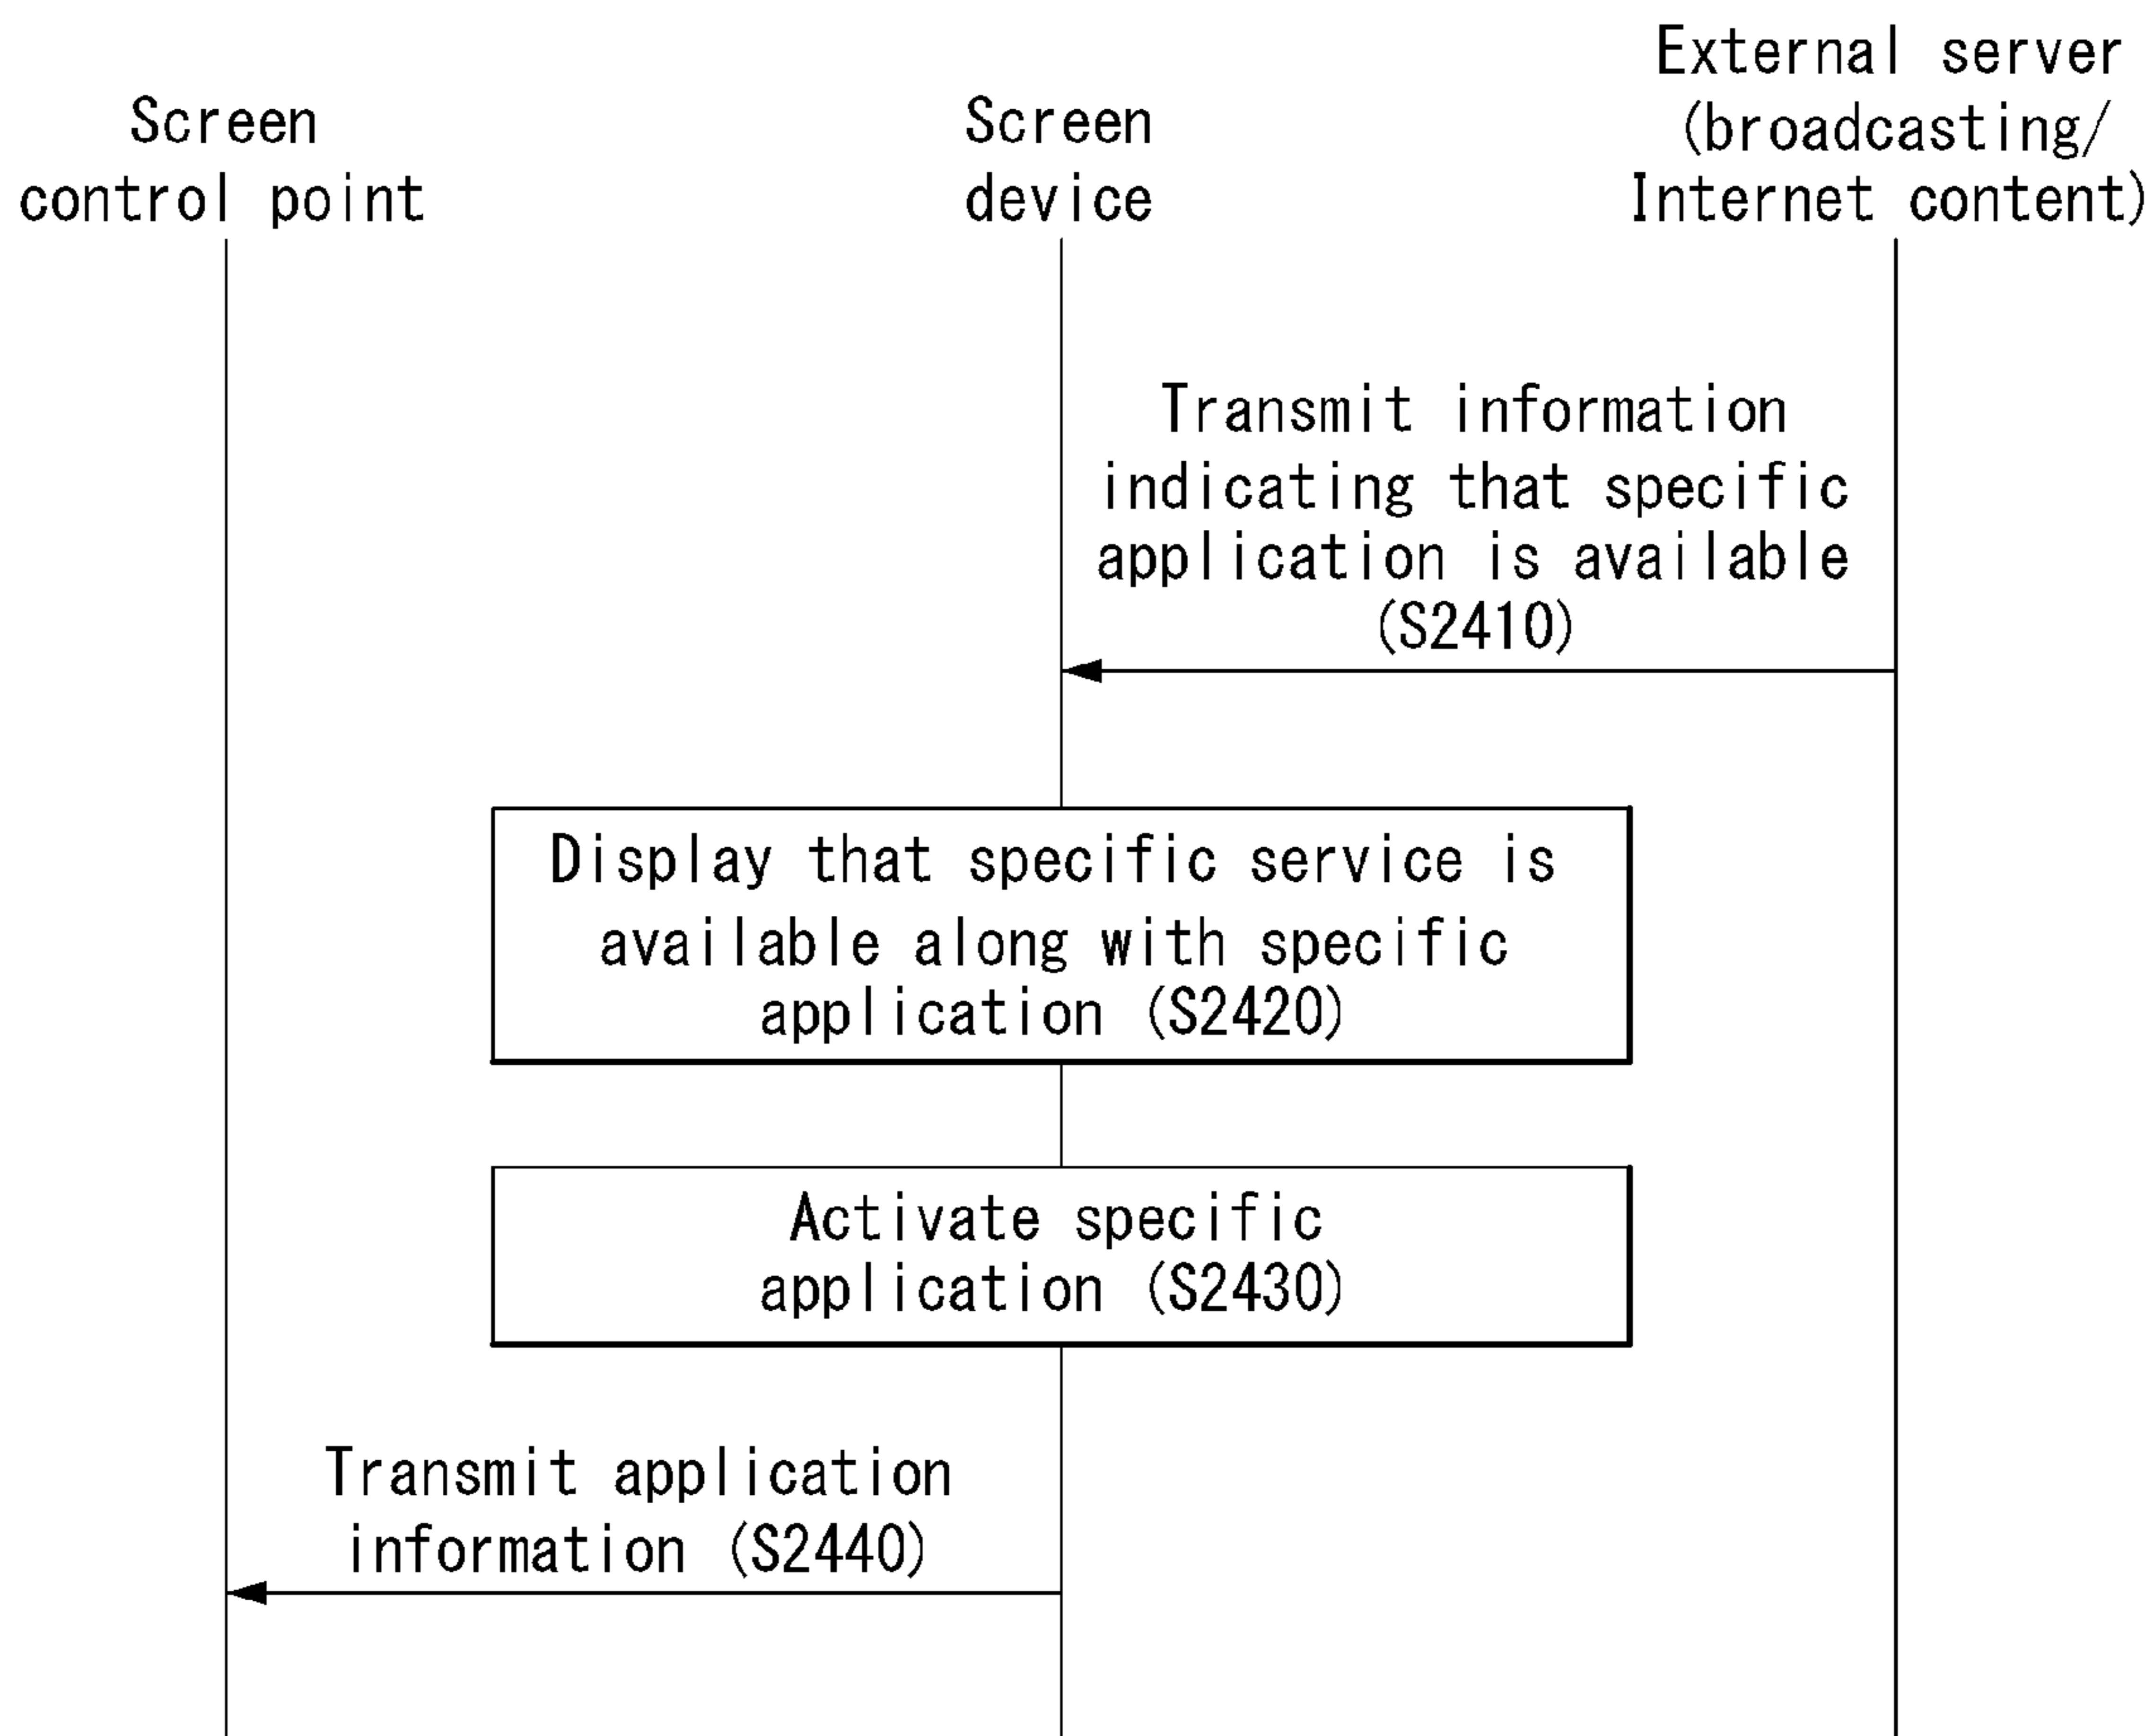 Screen
control point
Screen
device
External server
(broadcasting/
Internet content)
Transmit information
indicating that specific
application is available
(S2410)
Display that specific service is
available along with specific
application (S2420)
Activate specific
application (S2430)
Transmit application
information (S2440)